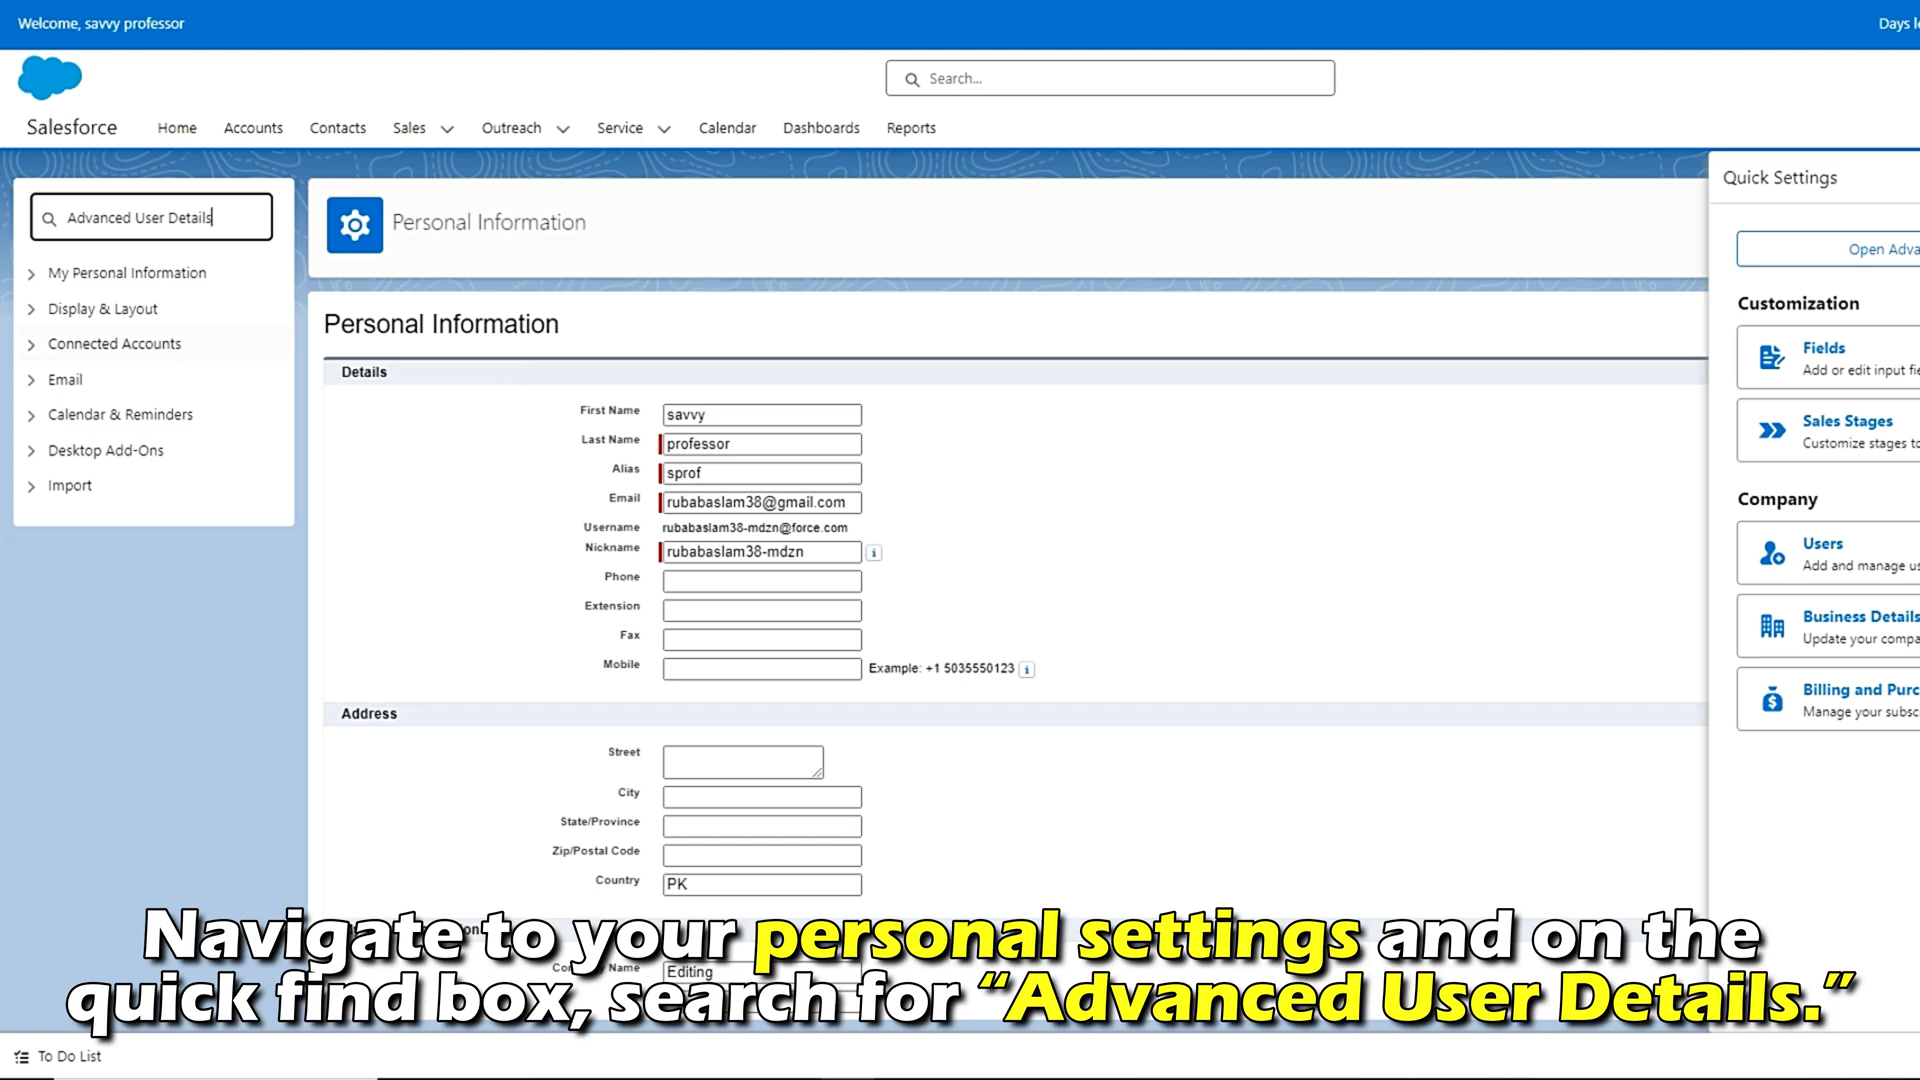 Welcome, savvy professor
Days l
Search...
Salesforce
Home
Accounts
Contacts
Sales
Outreach
Service
Calendar
Dashboards
Reports
Advanced User Details
My Personal Information
Display & Layout
Connected Accounts
Email
Calendar & Reminders
Desktop Add-Ons
Import
Personal Information
Personal Information
Details
First Name savvy
Last Name professor
Alias sprof
Email rubabaslam38@gmail.com
Username rubabaslam38-mdzn@force.com
Nickname rubabaslam38-mdzn
Phone
Extension
Fax
Mobile Example: +1 5035550123
Address
Street
City
State/Province
Zip/Postal Code
Country PK
Name Editing
Quick Settings
Open Adva
Customization
Fields
Add or edit input fie
Sales Stages
Customize stages to
Company
Users
Add and manage us
Business Details
Update your compa
Billing and Purc
Manage your subsc
Navigate to your personal settings and on the
quick find box, search for “Advanced User Details.”
To Do List